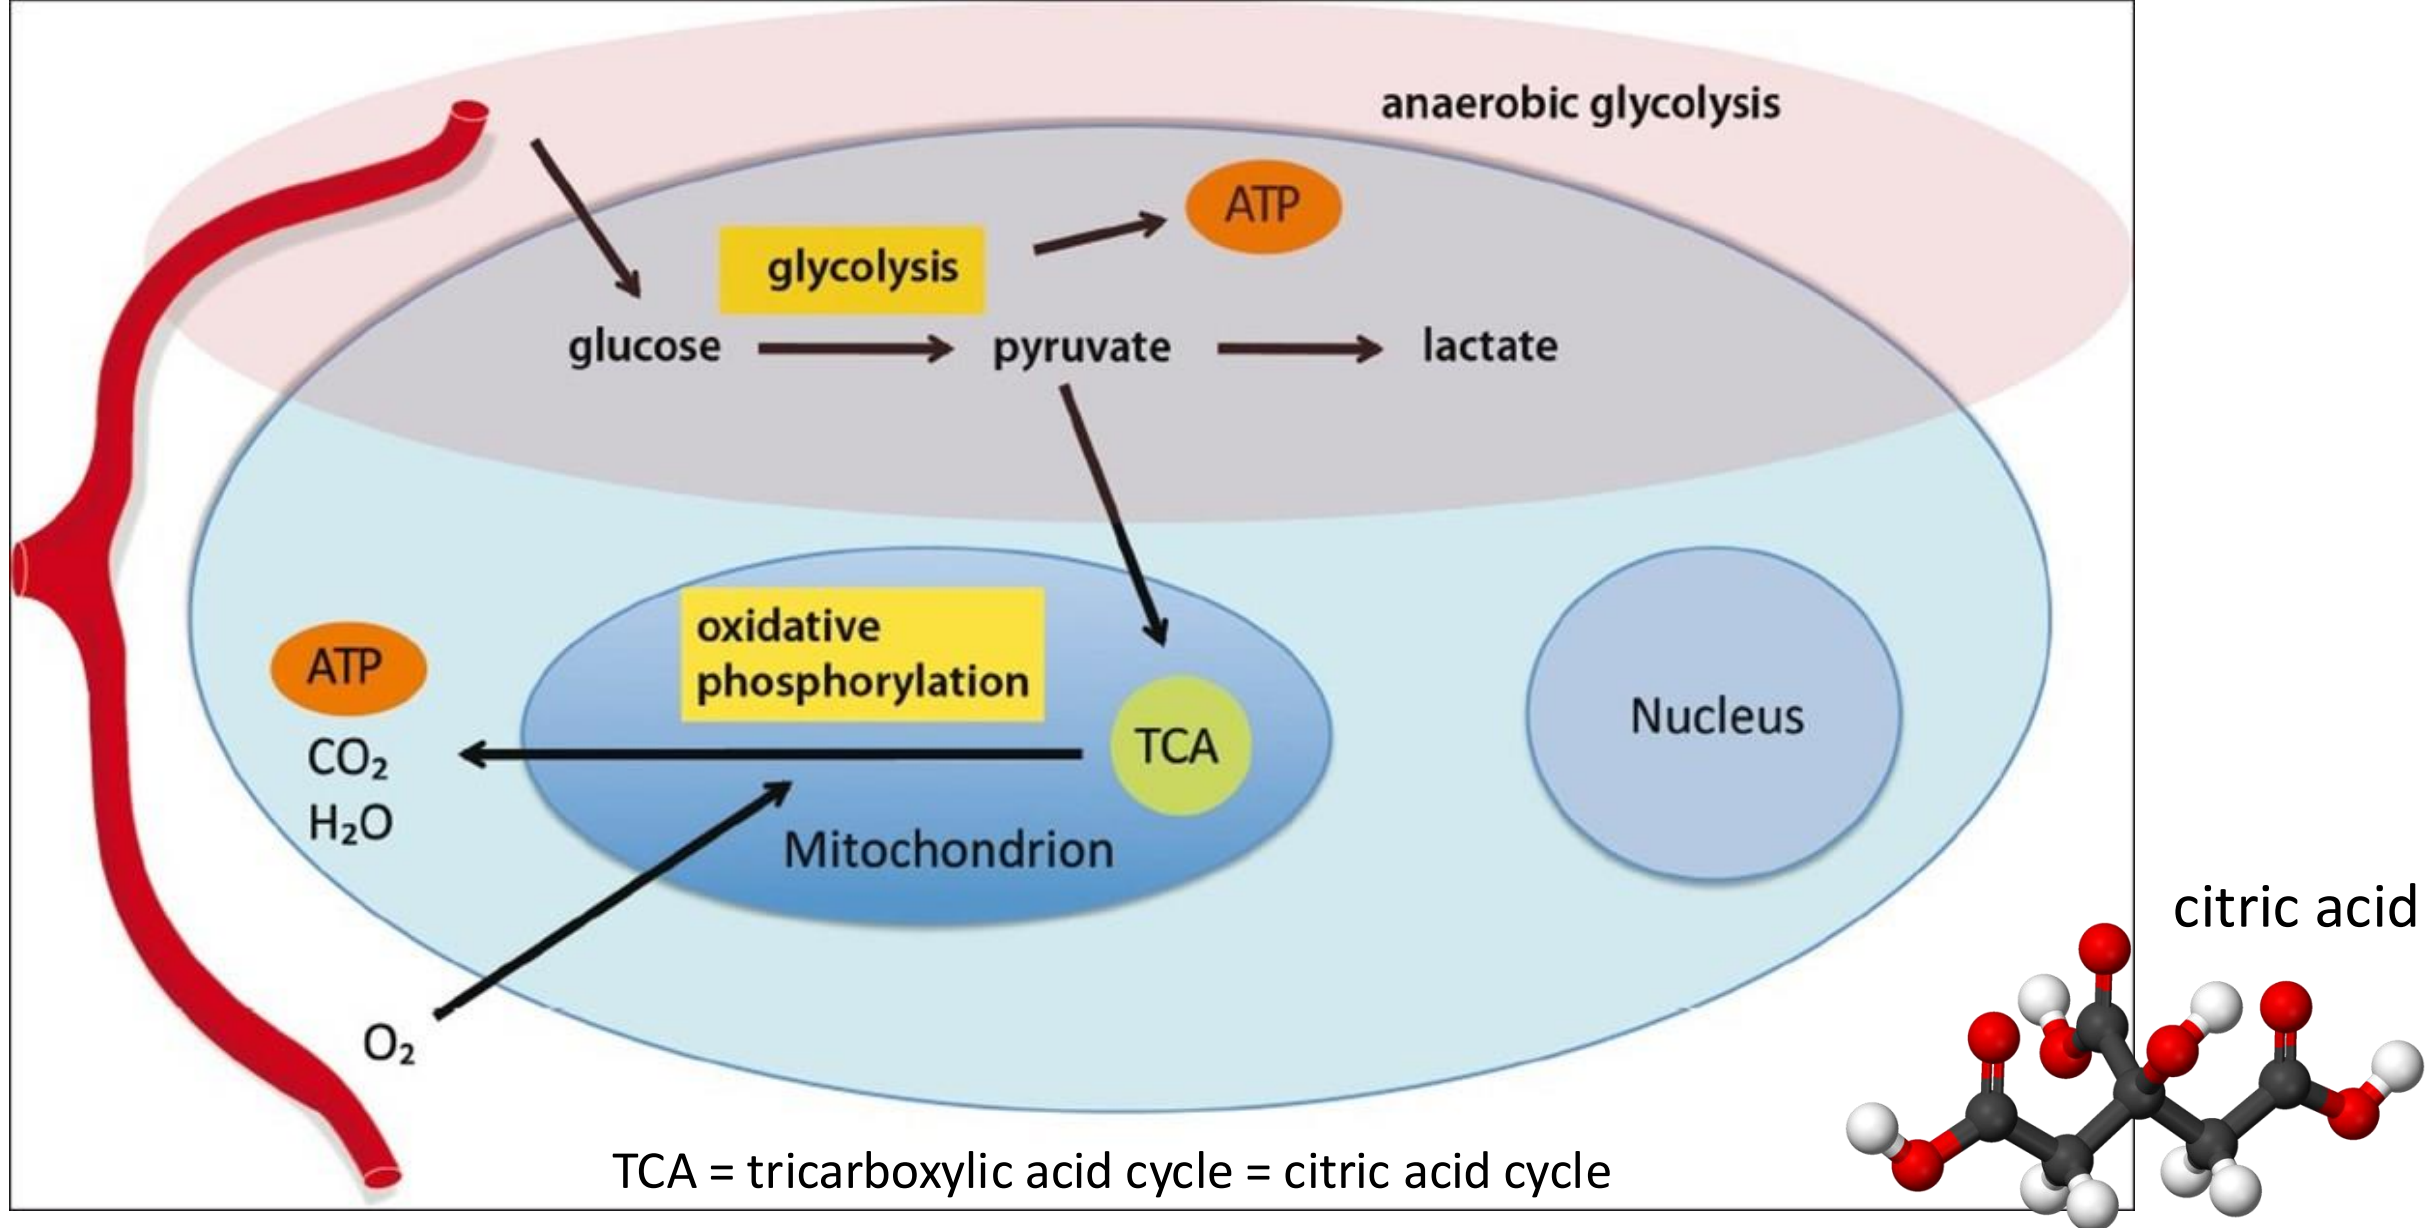 anaerobic glycolysis
ATP
glycolysis
glucose
pyruvate
lactate
oxidative
phosphorylation
ATP
TCA
Nucleus
CO₂
H₂O
Mitochondrion
citric acid
O₂
TCA = tricarboxylic acid cycle = citric acid cycle